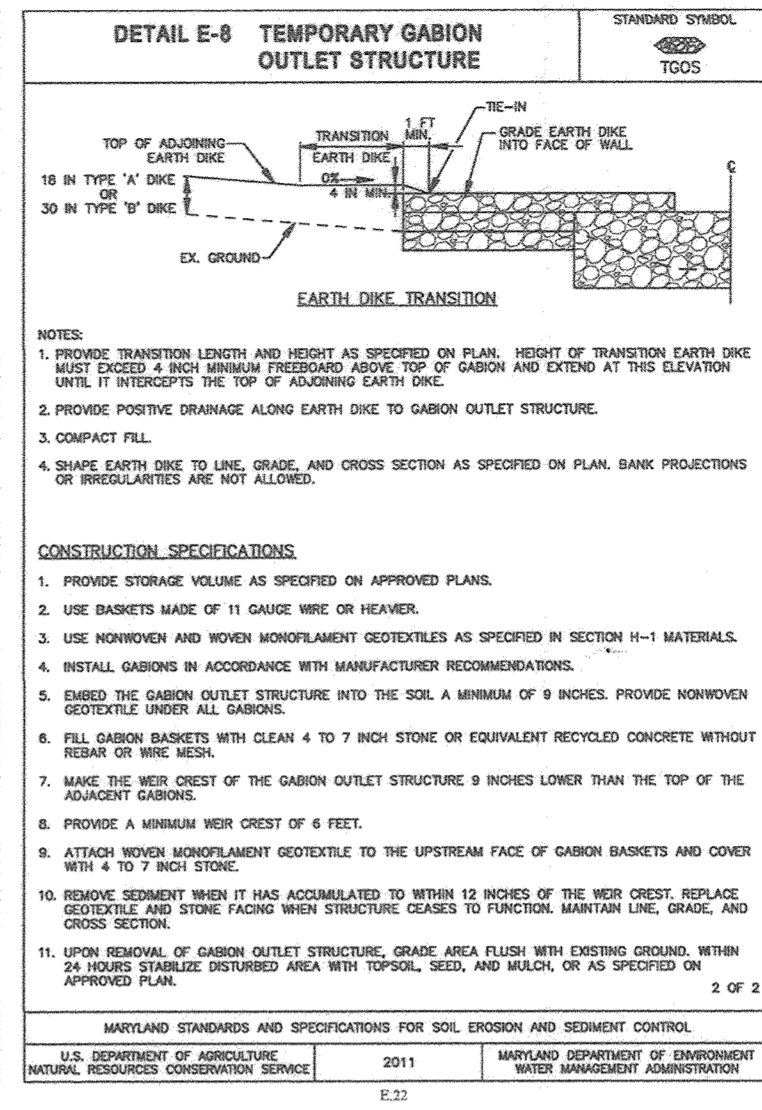 DETAIL E-8 TEMPORARY GABION
OUTLET STRUCTURE
STANDARD SYMBOL
TGOS
TIE-IN
1 FT
MIN.
TRANSITION
GRADE EARTH DIKE
INTO FACE OF WALL
TOP OF ADJOINING
EARTH DIKE
EARTH DIKE
0%
4 IN MIN.
18 IN TYPE 'A' DIKE
OR
30 IN TYPE 'B' DIKE
EX. GROUND
EARTH DIKE TRANSITION
NOTES:
1. PROVIDE TRANSITION LENGTH AND HEIGHT AS SPECIFIED ON PLAN. HEIGHT OF TRANSITION EARTH DIKE
MUST EXCEED 4 INCH MINIMUM FREEBOARD ABOVE TOP OF GABION AND EXTEND AT THIS ELEVATION
UNTIL IT INTERCEPTS THE TOP OF ADJOINING EARTH DIKE.
2. PROVIDE POSITIVE DRAINAGE ALONG EARTH DIKE TO GABION OUTLET STRUCTURE.
3. COMPACT FILL.
4. SHAPE EARTH DIKE TO LINE, GRADE, AND CROSS SECTION AS SPECIFIED ON PLAN. BANK PROJECTIONS
OR IRREGULARITIES ARE NOT ALLOWED.
CONSTRUCTION SPECIFICATIONS
1. PROVIDE STORAGE VOLUME AS SPECIFIED ON APPROVED PLANS.
2. USE BASKETS MADE OF 11 GAUGE WIRE OR HEAVIER.
3. USE NONWOVEN AND WOVEN MONOFILAMENT GEOTEXTILES AS SPECIFIED IN SECTION H-1 MATERIALS.
4. INSTALL GABIONS IN ACCORDANCE WITH MANUFACTURER RECOMMENDATIONS.
5. EMBED THE GABION OUTLET STRUCTURE INTO THE SOIL A MINIMUM OF 9 INCHES. PROVIDE NONWOVEN
GEOTEXTILE UNDER ALL GABIONS.
6. FILL GABION BASKETS WITH CLEAN 4 TO 7 INCH STONE OR EQUIVALENT RECYCLED CONCRETE WITHOUT
REBAR OR WIRE MESH.
7. MAKE THE WEIR CREST OF THE GABION OUTLET STRUCTURE 9 INCHES LOWER THAN THE TOP OF THE
ADJACENT GABIONS.
8. PROVIDE A MINIMUM WEIR CREST OF 6 FEET.
9. ATTACH WOVEN MONOFILAMENT GEOTEXTILE TO THE UPSTREAM FACE OF GABION BASKETS AND COVER
WITH 4 TO 7 INCH STONE.
10. REMOVE SEDIMENT WHEN IT HAS ACCUMULATED TO WITHIN 12 INCHES OF THE WEIR CREST. REPLACE
GEOTEXTILE AND STONE FACING WHEN STRUCTURE CEASES TO FUNCTION. MAINTAIN LINE, GRADE, AND
CROSS SECTION.
11. UPON REMOVAL OF GABION OUTLET STRUCTURE, GRADE AREA FLUSH WITH EXISTING GROUND. WITHIN
24 HOURS STABILIZE DISTURBED AREA WITH TOPSOIL, SEED, AND MULCH, OR AS SPECIFIED ON
APPROVED PLAN.
2 OF 2
MARYLAND STANDARDS AND SPECIFICATIONS FOR SOIL EROSION AND SEDIMENT CONTROL
U.S. DEPARTMENT OF AGRICULTURE
NATURAL RESOURCES CONSERVATION SERVICE
2011
MARYLAND DEPARTMENT OF ENVIRONMENT
WATER MANAGEMENT ADMINISTRATION
E.22